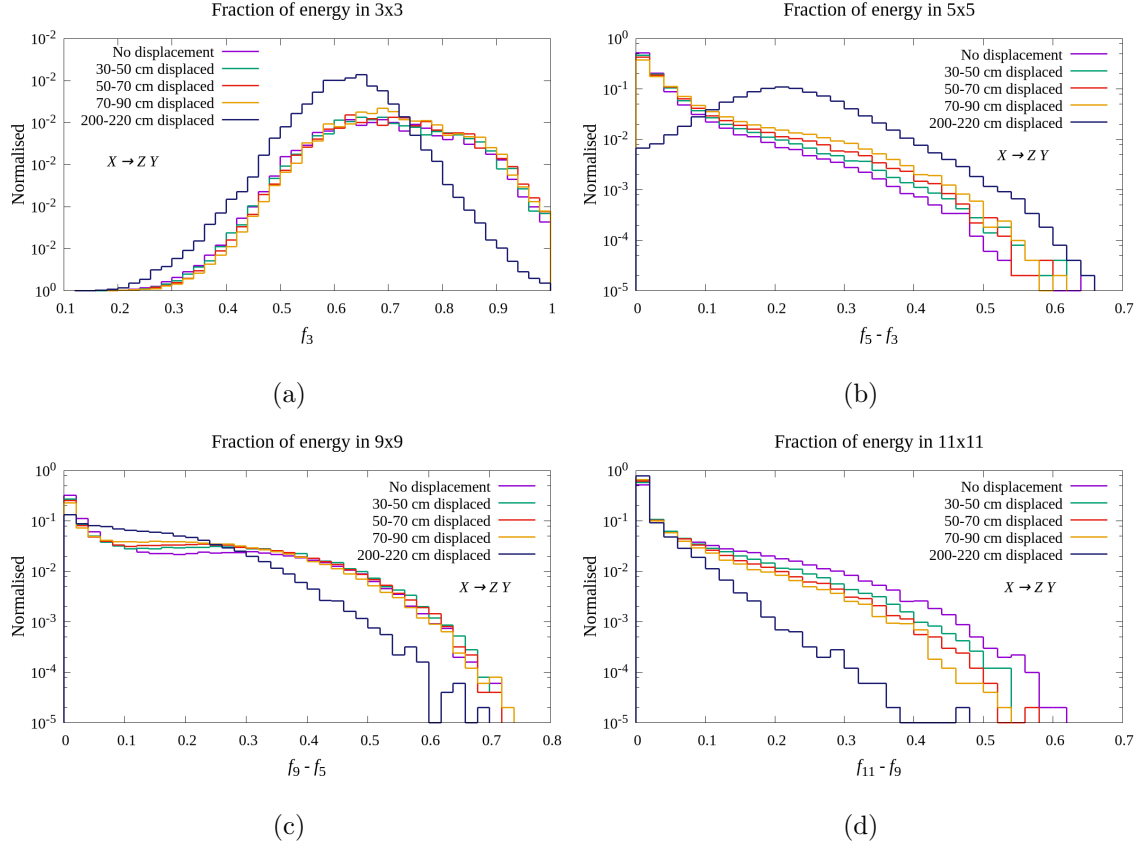 Fraction of energy in 3x3
10-2
10-2
10-2
10-2
10-2
10-2
100
Normalised
No displacement
30-50 cm displaced
50-70 cm displaced
70-90 cm displaced
200-220 cm displaced
X → Z Y
0.1 0.2 0.3 0.4 0.5 0.6 0.7 0.8 0.9 1
f3
(a)
Fraction of energy in 5x5
100
10-1
10-2
10-3
10-4
10-5
Normalised
No displacement
30-50 cm displaced
50-70 cm displaced
70-90 cm displaced
200-220 cm displaced
X → Z Y
0 0.1 0.2 0.3 0.4 0.5 0.6 0.7
f5 - f3
(b)
Fraction of energy in 9x9
100
10-1
10-2
10-3
10-4
10-5
Normalised
No displacement
30-50 cm displaced
50-70 cm displaced
70-90 cm displaced
200-220 cm displaced
X → Z Y
0 0.1 0.2 0.3 0.4 0.5 0.6 0.7 0.8
f9 - f5
(c)
Fraction of energy in 11x11
100
10-1
10-2
10-3
10-4
10-5
Normalised
No displacement
30-50 cm displaced
50-70 cm displaced
70-90 cm displaced
200-220 cm displaced
X → Z Y
0 0.1 0.2 0.3 0.4 0.5 0.6 0.7
f11 - f9
(d)